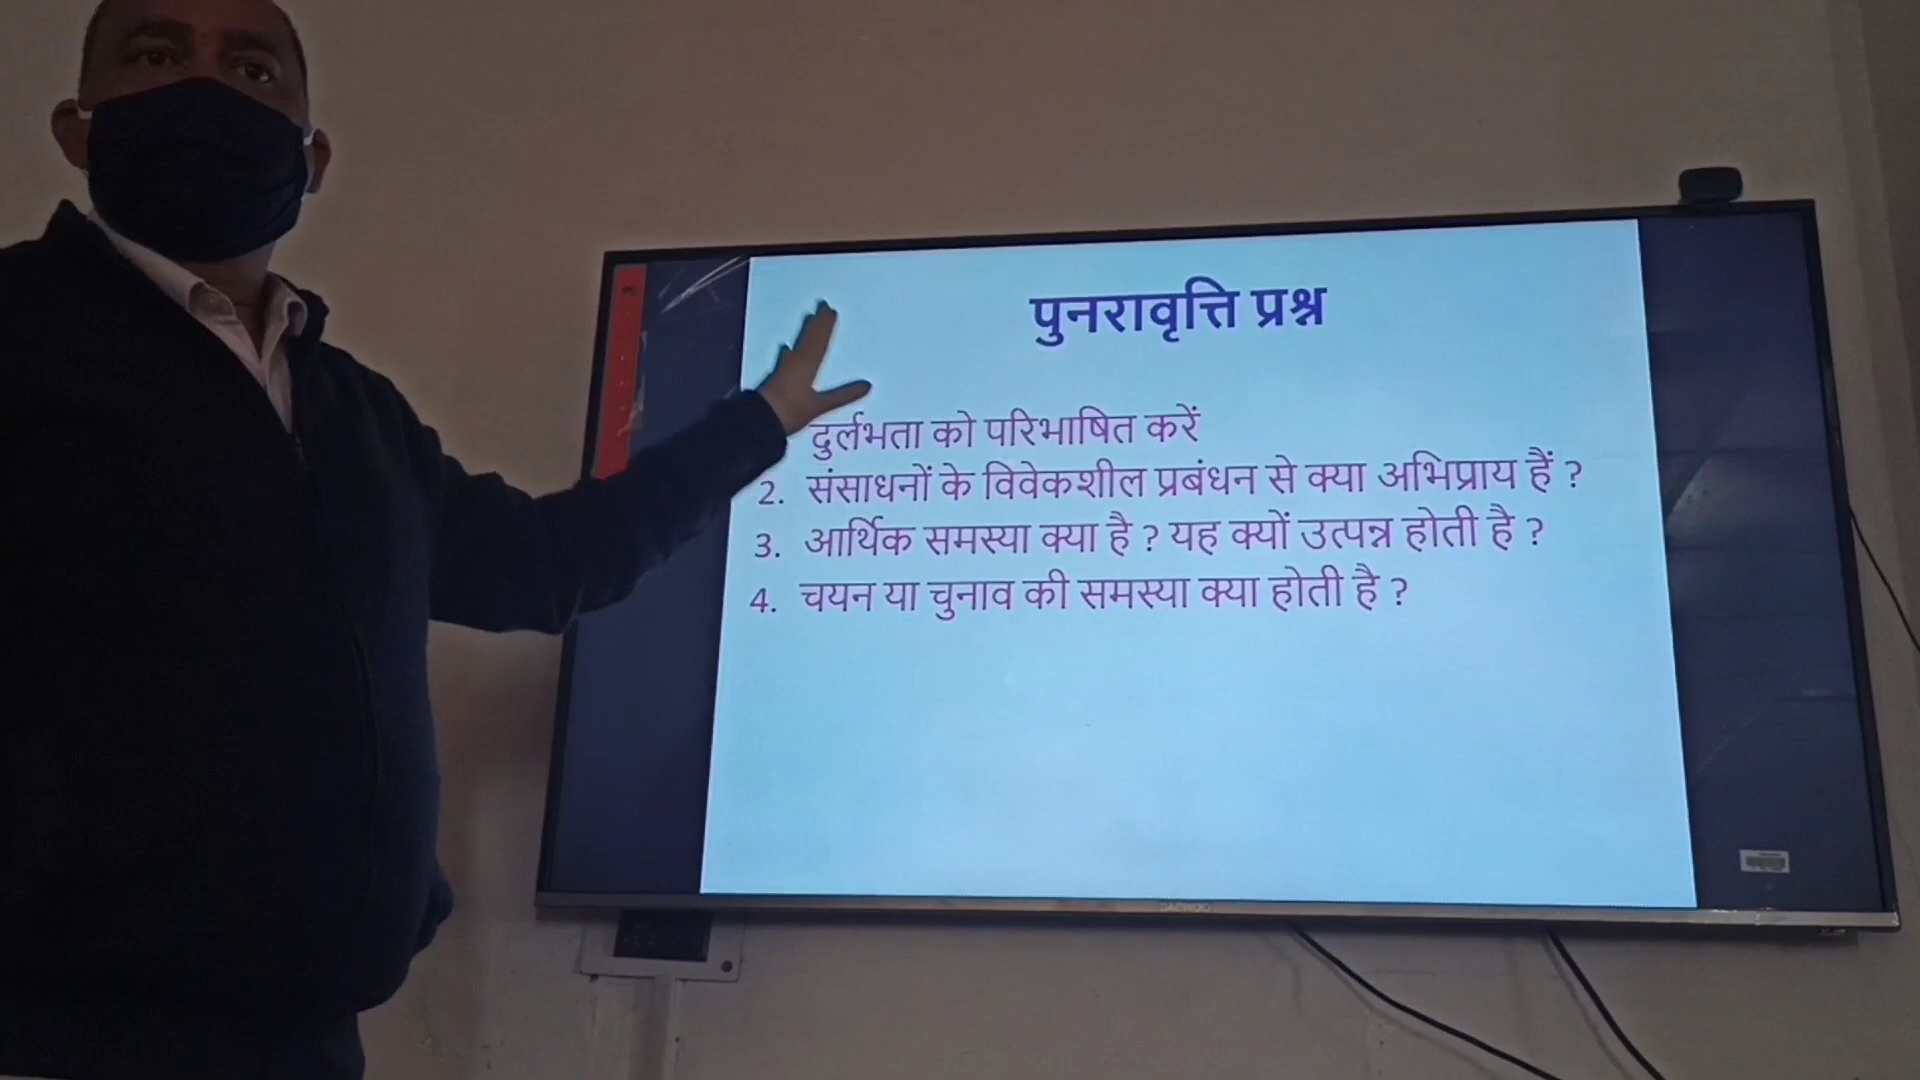 पुनरावृत्ति प्रश्न
दुर्लभता को परिभाषित करें
2. संसाधनों के विवेकशील प्रबंधन से क्या अभिप्राय हैं ?
3. आर्थिक समस्या क्या है ? यह क्यों उत्पन्न होती है ?
4. चयन या चुनाव की समस्या क्या होती है ?